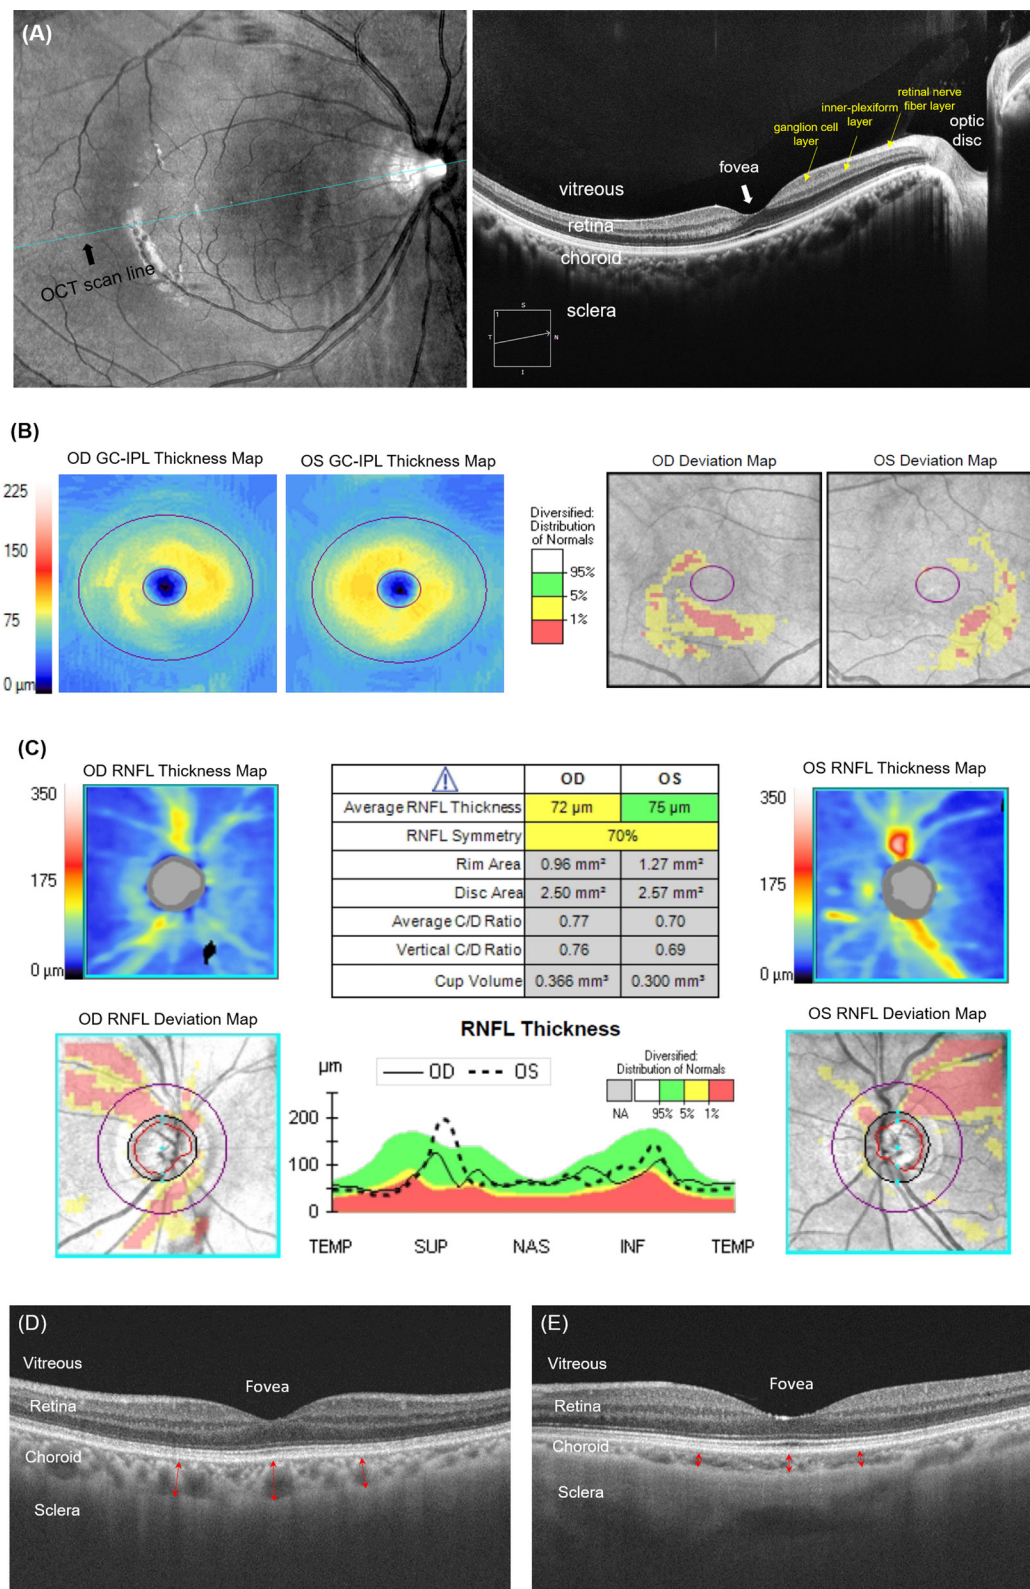 (A)
OCT scan line
retinal nerve
fiber layer
inner-plexiform
layer
ganglion cell
layer
optic
disc
fovea
vitreous
retina
choroid
sclera
S
1
T
N
I
(B)
OD GC-IPL Thickness Map
OS GC-IPL Thickness Map
225
150
75
0 µm
Diversified:
Distribution
of Normals
95%
5%
1%
OD Deviation Map
OS Deviation Map
(C)
OD RNFL Thickness Map
350
175
0 µm
OD OS
Average RNFL Thickness 72 µm 75 µm
RNFL Symmetry 70%
Rim Area 0.96 mm² 1.27 mm²
Disc Area 2.50 mm² 2.57 mm²
Average C/D Ratio 0.77 0.70
Vertical C/D Ratio 0.76 0.69
Cup Volume 0.366 mm³ 0.300 mm³
OS RNFL Thickness Map
350
175
0 µm
OD RNFL Deviation Map
RNFL Thickness
µm
OD OS
Diversified:
Distribution of Normals
NA 95% 5% 1%
200
100
0
TEMP SUP NAS INF TEMP
OS RNFL Deviation Map
(D)
Vitreous
Fovea
Retina
Choroid
Sclera
(E)
Vitreous
Fovea
Retina
Choroid
Sclera